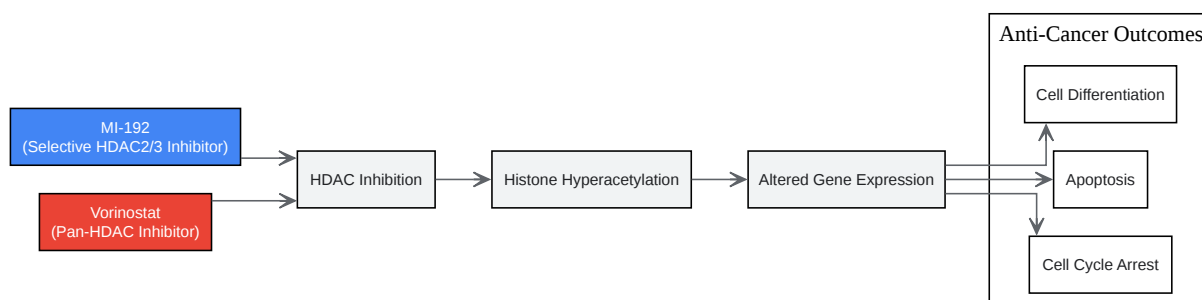 Anti-Cancer Outcomes
Cell Differentiation
MI-192
(Selective HDAC2/3 Inhibitor)
HDAC Inhibition
Histone Hyperacetylation
Altered Gene Expression
Apoptosis
Vorinostat
(Pan-HDAC Inhibitor)
Cell Cycle Arrest